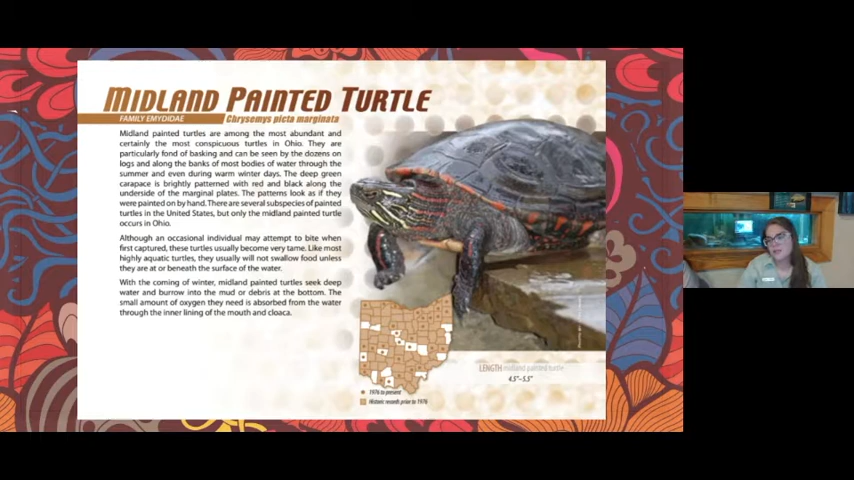 MIDLAND PAINTED TURTLE
FAMILY EMYDIDAE
Chrysemys picta marginata
Midland painted turtles are among the most abundant and
certainly the most conspicuous turtles in Ohio. They are
particularly fond of basking and can be seen by the dozens on
logs and along the banks of most bodies of water through the
summer and even during warm winter days. The deep green
carapace is brightly patterned with red and black along the
underside of the marginal plates. The patterns look as if they
were painted on by hand. There are several subspecies of painted
turtles in the United States, but only the midland painted turtle
occurs in Ohio.
Although an occasional individual may attempt to bite when
first captured, these turtles usually become very tame. Like most
highly aquatic turtles, they usually will not swallow food unless
they are at or beneath the surface of the water.
With the coming of winter, midland painted turtles seek deep
water and burrow into the mud or debris at the bottom. The
small amount of oxygen they need is absorbed from the water
through the inner lining of the mouth and cloaca.
LENGTH midland painted turtle
4.5"–5.5"
1976 to present
Historic records prior to 1976